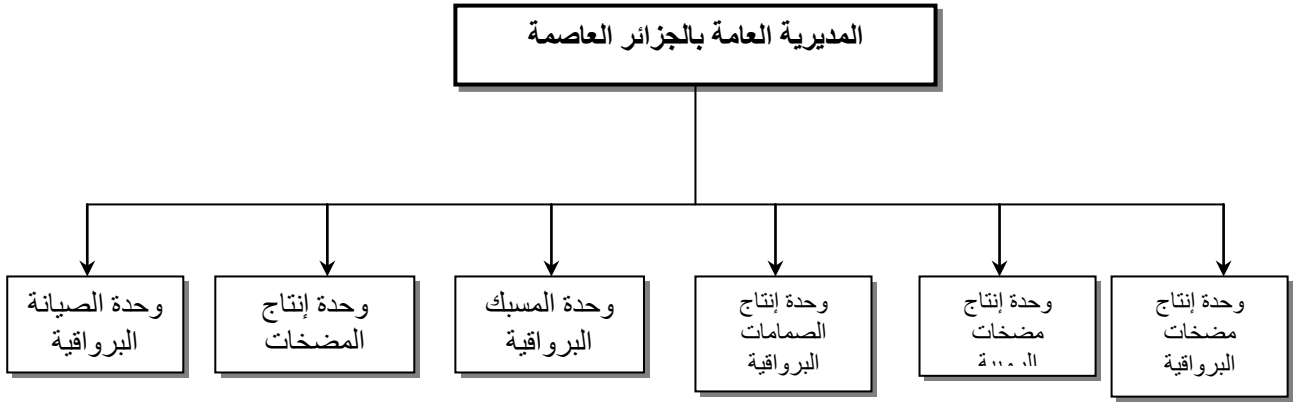 المديرية العامة بالجزائر العاصمة
وحدة إنتاج
مضخات
البرواقية
وحدة إنتاج
مضخات
وحدة إنتاج
الصمامات
البرواقية
وحدة المسبك
البرواقية
وحدة إنتاج
المضخات
وحدة الصيانة
البرواقية